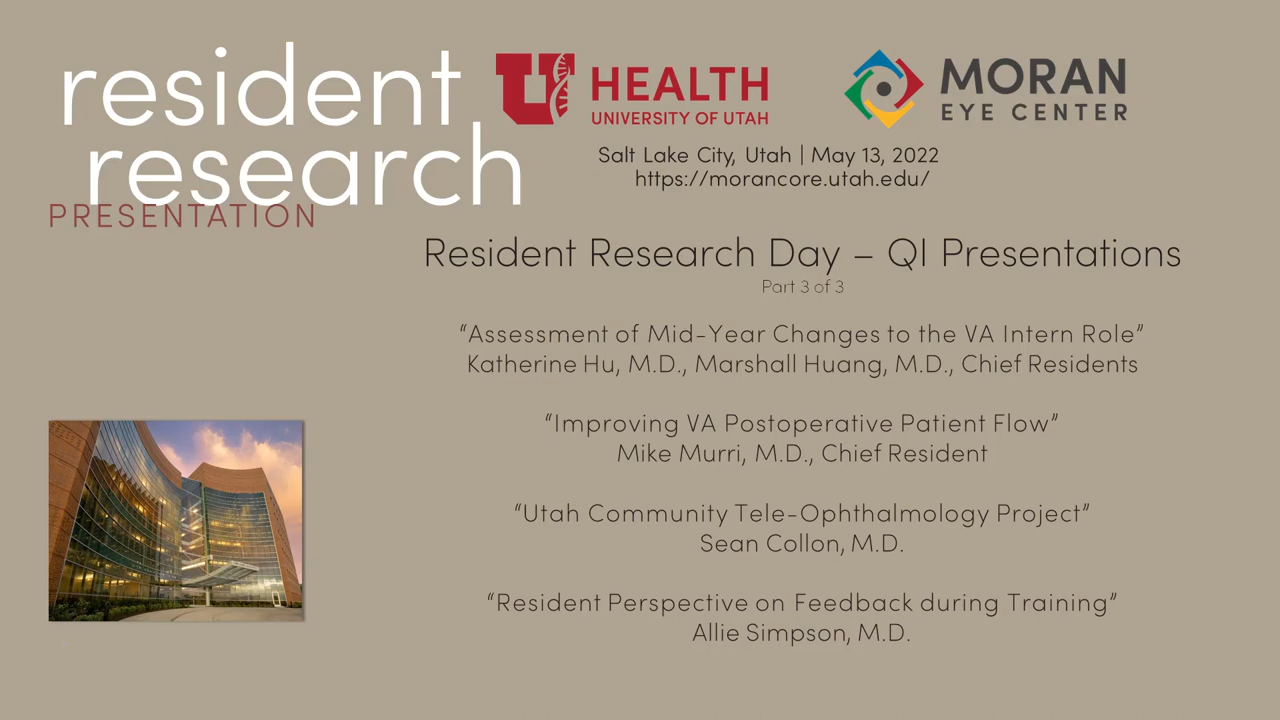 resident
research
PRESENTATION
U HEALTH
UNIVERSITY OF UTAH
MORAN
EYE CENTER
Salt Lake City, Utah | May 13, 2022
https://morancore.utah.edu/
Resident Research Day – QI Presentations
Part 3 of 3
“Assessment of Mid-Year Changes to the VA Intern Role”
Katherine Hu, M.D., Marshall Huang, M.D., Chief Residents
“Improving VA Postoperative Patient Flow”
Mike Murri, M.D., Chief Resident
“Utah Community Tele-Ophthalmology Project”
Sean Collon, M.D.
“Resident Perspective on Feedback during Training”
Allie Simpson, M.D.